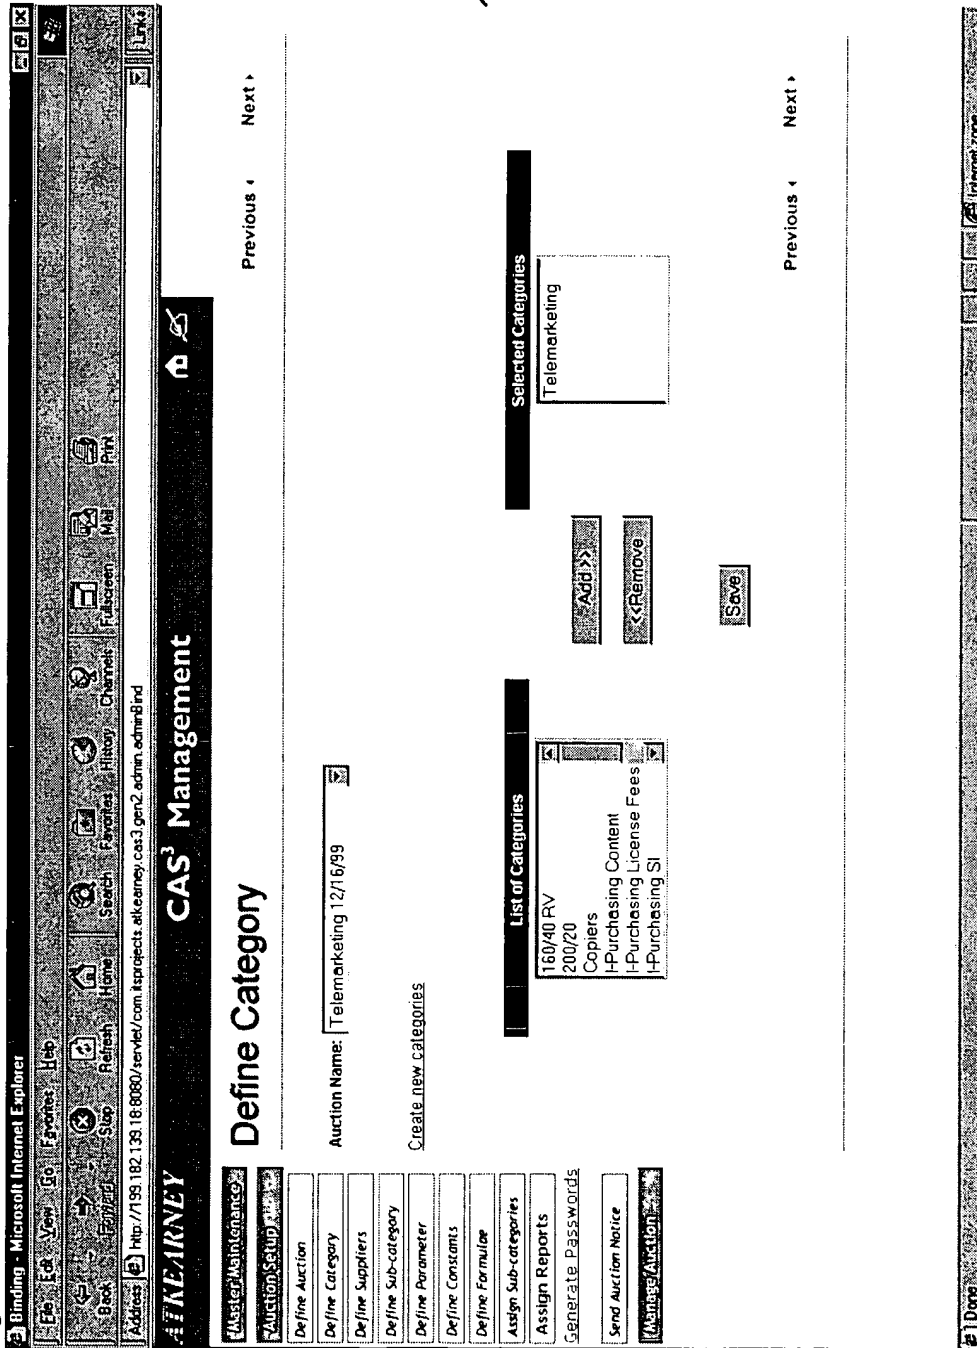 Binding - Microsoft Internet Explorer
File Edit View Go Favorites Help
Back Forward Stop Refresh Home Search Favorites History Channels Fullscreen Mail Print
Address http://199.182.139.18:8080/servlet/com.itsprojects.atkearney.cas3.gen2.admin.adminBind Links
ATKEARNEY CAS³ Management
Master Maintenance
Auction Setup
Define Auction
Define Category
Define Suppliers
Define Sub-category
Define Parameter
Define Constants
Define Formulae
Assign Sub-categories
Assign Reports
Generate Passwords
Send Auction Notice
Manage Auction
Define Category
Previous Next
Auction Name: Telemarketing 12/16/99
Create new categories
List of Categories
160/40 RV
200/20
Copiers
I-Purchasing Content
I-Purchasing License Fees
I-Purchasing SI
Add >>
<<Remove
Save
Selected Categories
Telemarketing
Previous Next
Done Internet zone